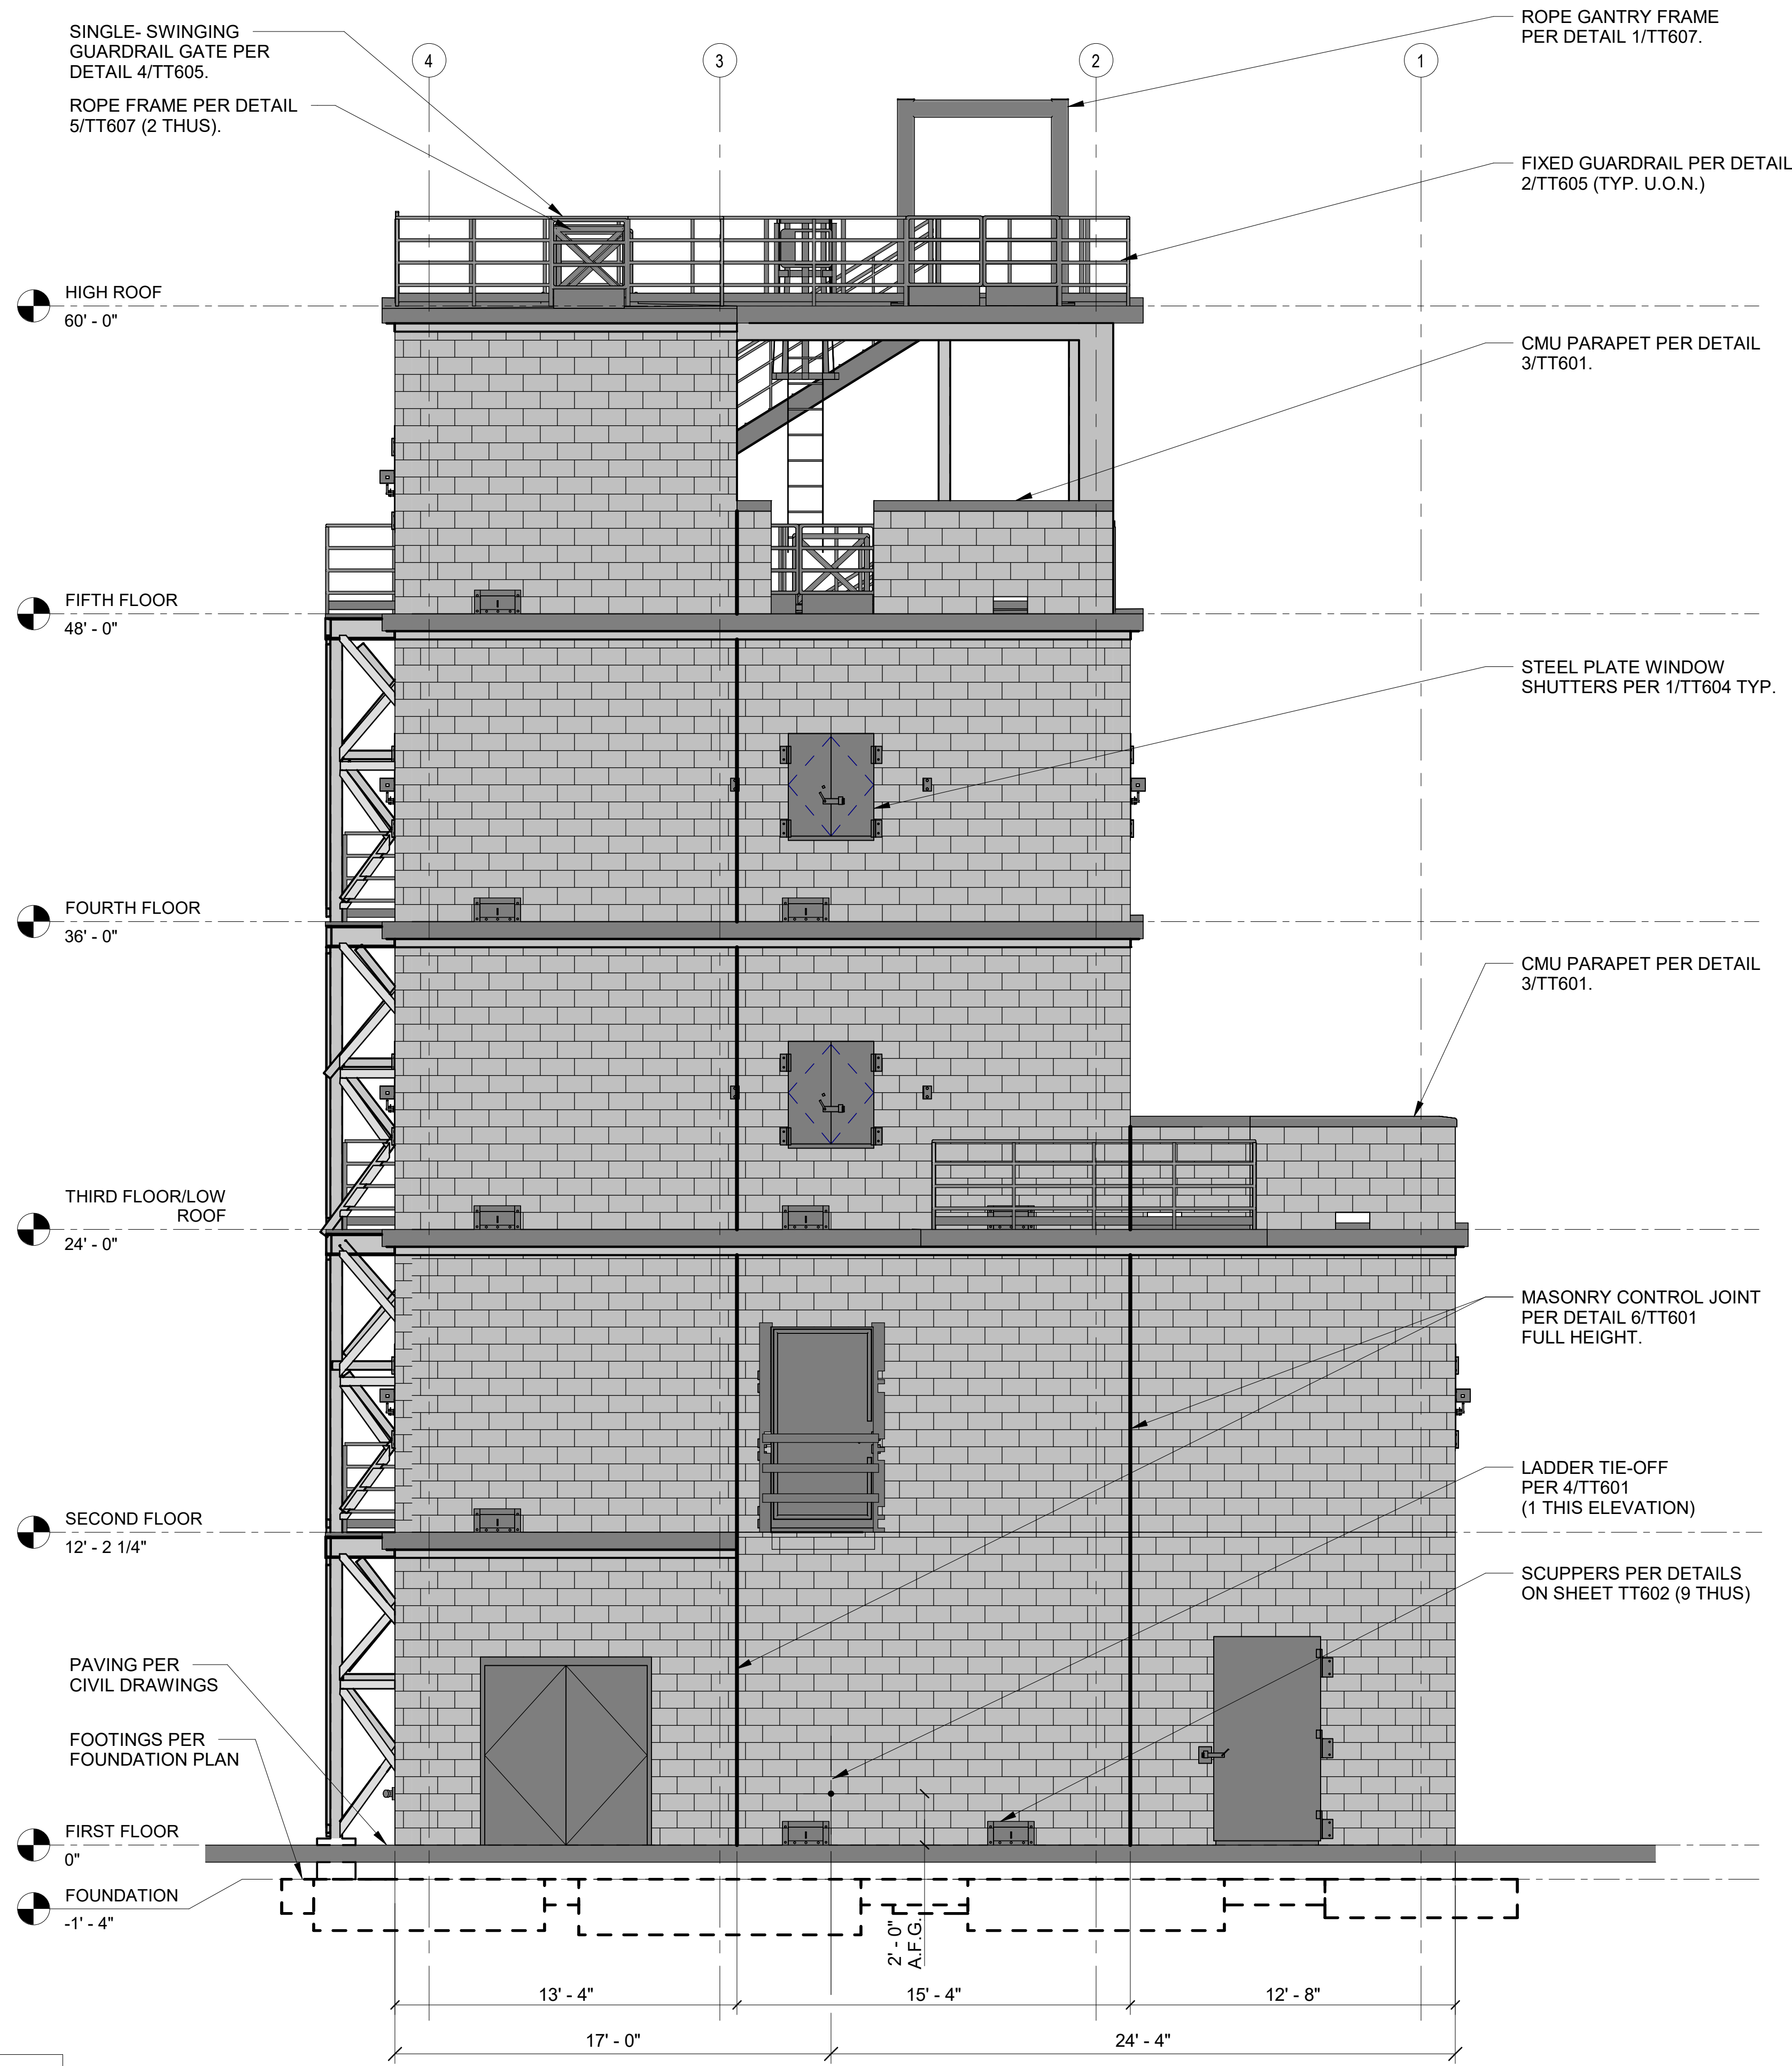 SINGLE- SWINGING
GUARDRAIL GATE PER
DETAIL 4/TT605.
ROPE FRAME PER DETAIL
5/TT607 (2 THUS).
4
3
2
1
ROPE GANTRY FRAME
PER DETAIL 1/TT607.
FIXED GUARDRAIL PER DETAIL
2/TT605 (TYP. U.O.N.)
HIGH ROOF
60' - 0"
CMU PARAPET PER DETAIL
3/TT601.
FIFTH FLOOR
48' - 0"
STEEL PLATE WINDOW
SHUTTERS PER 1/TT604 TYP.
FOURTH FLOOR
36' - 0"
CMU PARAPET PER DETAIL
3/TT601.
THIRD FLOOR/LOW
ROOF
24' - 0"
MASONRY CONTROL JOINT
PER DETAIL 6/TT601
FULL HEIGHT.
LADDER TIE-OFF
PER 4/TT601
(1 THIS ELEVATION)
SECOND FLOOR
12' - 2 1/4"
SCUPPERS PER DETAILS
ON SHEET TT602 (9 THUS)
PAVING PER
CIVIL DRAWINGS
FOOTINGS PER
FOUNDATION PLAN
FIRST FLOOR
0"
FOUNDATION
-1' - 4"
2' - 0"
A.F.G.
13' - 4"
15' - 4"
12' - 8"
17' - 0"
24' - 4"